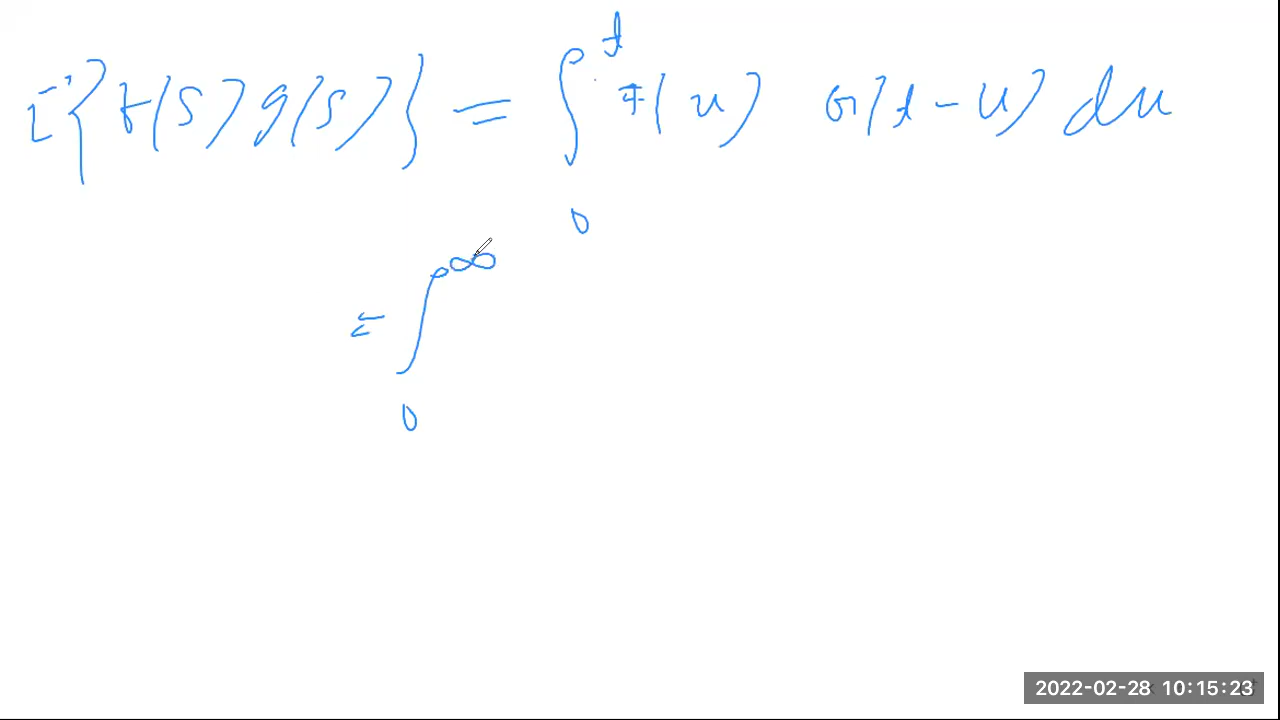 L⁻¹{f(s)g(s)} = ∫₀ᵗ F(u) G(t-u) du
= ∫₀^∞
2022-02-28 10:15:23